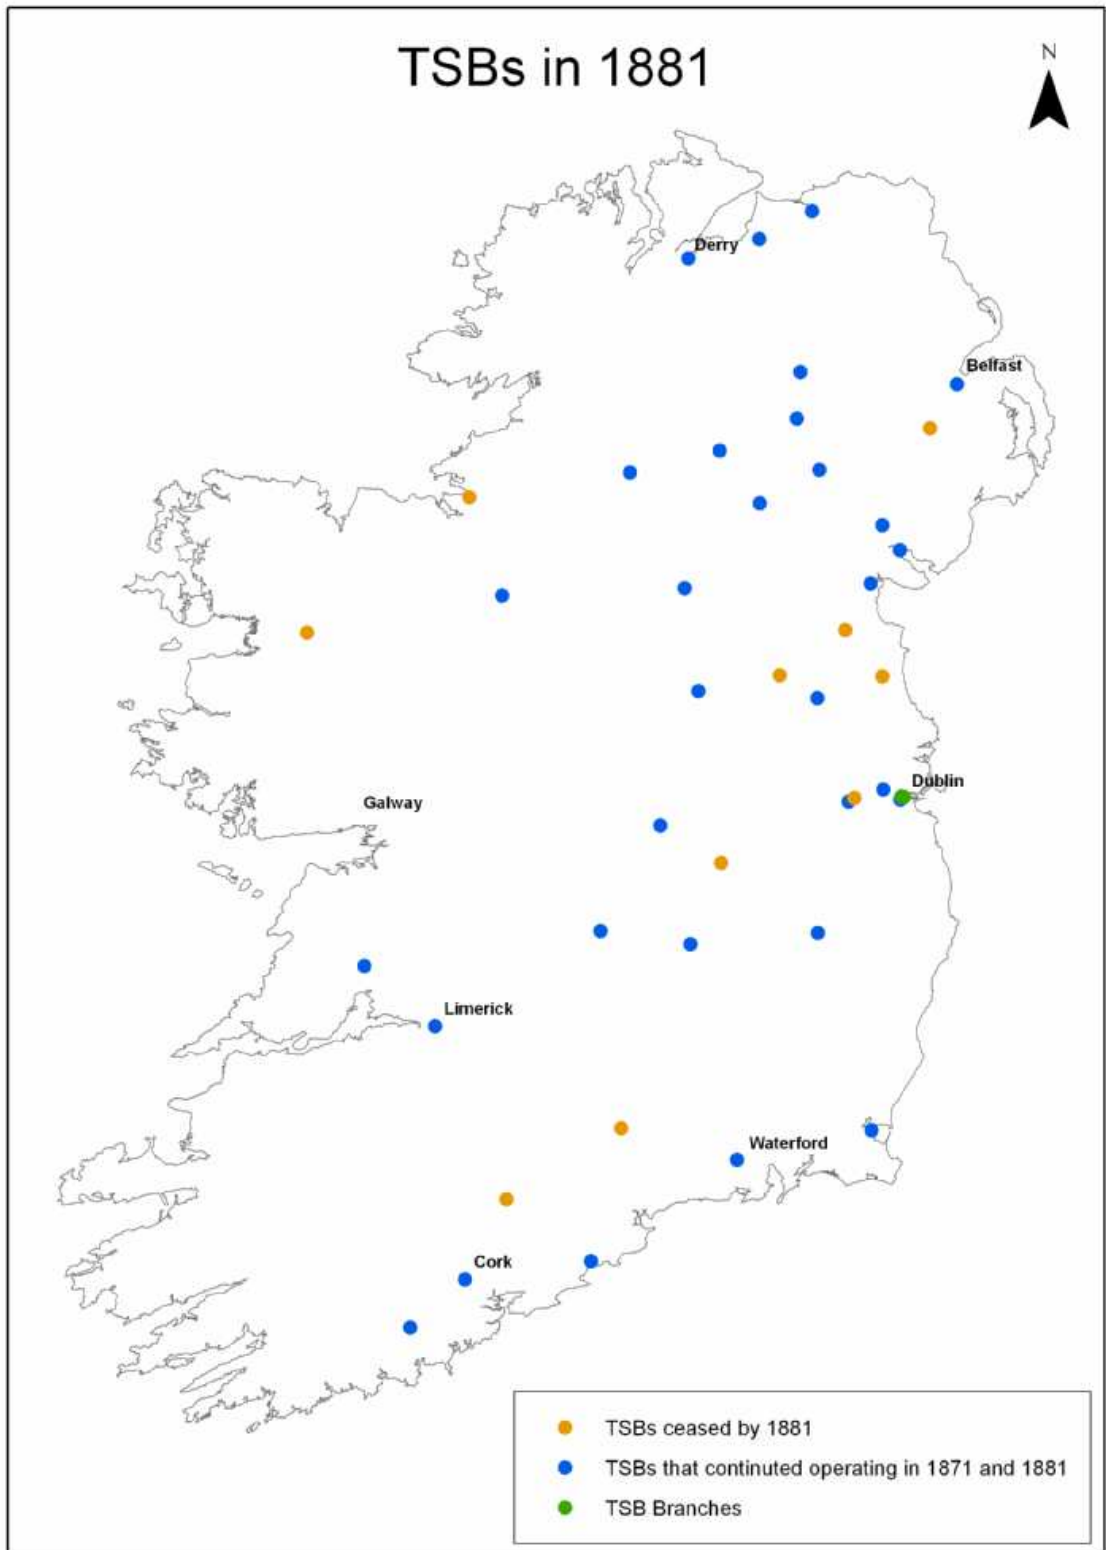 TSBs in 1881
N
Derry
Belfast
Dublin
Galway
Limerick
Waterford
Cork
TSBs ceased by 1881
TSBs that continuted operating in 1871 and 1881
TSB Branches